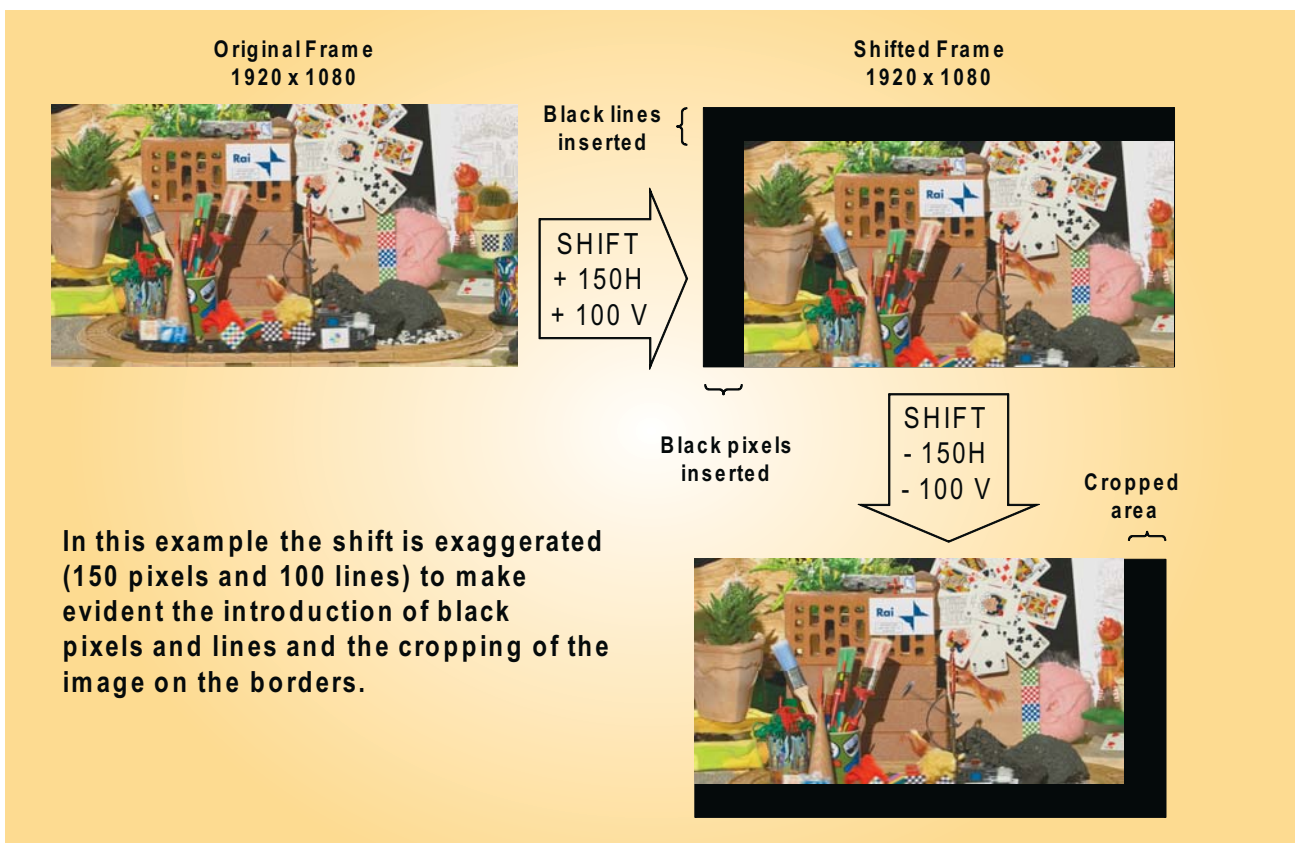 Original Frame
1920 x 1080
Shifted Frame
1920 x 1080
Black lines
inserted
Rai
Rai
SHIFT
+ 150H
+ 100 V
Black pixels
inserted
SHIFT
- 150H
- 100 V
Cropped
area
Rai
In this example the shift is exaggerated
(150 pixels and 100 lines) to make
evident the introduction of black
pixels and lines and the cropping of the
image on the borders.